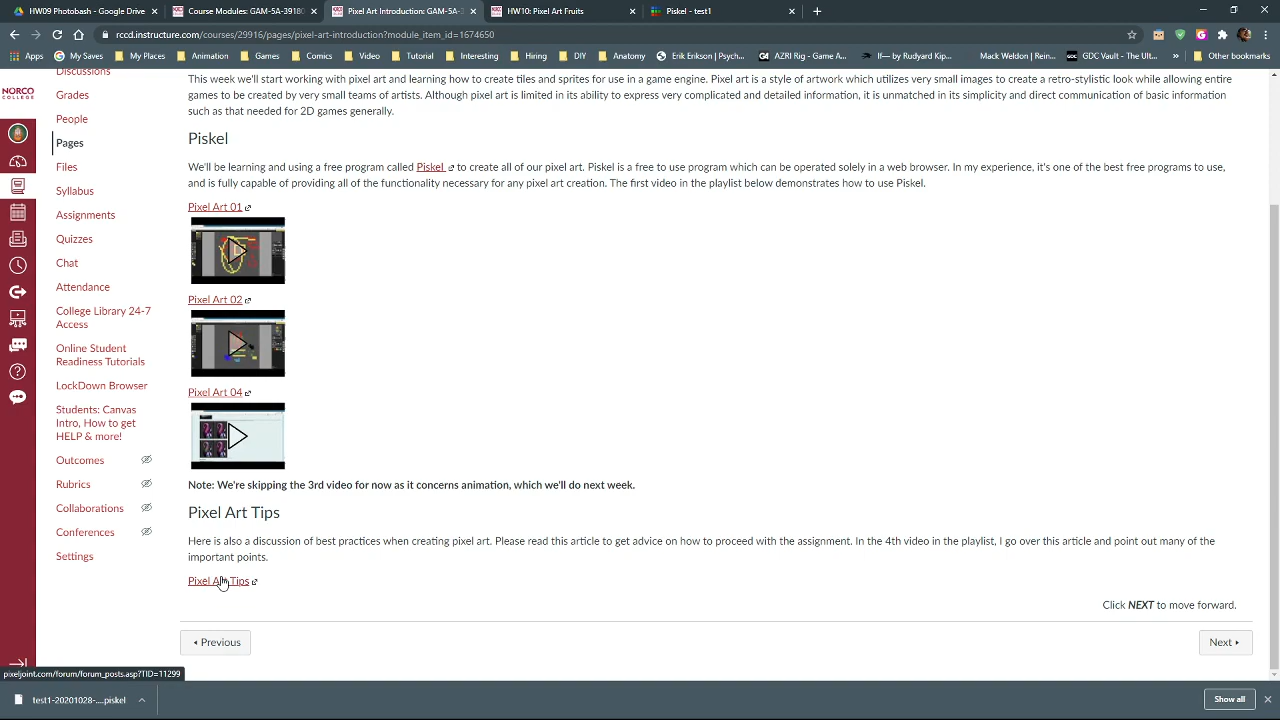 HW09 Photobash - Google Drive
Course Modules: GAM-5A-3918
Pixel Art Introduction: GAM-5A-3
HW10: Pixel Art Fruits
Piskel - test1
rccd.instructure.com/courses/29916/pages/pixel-art-introduction?module_item_id=1674650
Apps My Saves My Places Animation Games Comics Video Tutorial Interesting Hiring DIY Anatomy Erik Erikson | Psych... AZRI Rig - Game A... If— by Rudyard Kip... Mack Weldon | Rein... GDC Vault - The Ult... » Other bookmarks
NORCO
COLLEGE
Discussions
Grades
People
Pages
Files
Syllabus
Assignments
Quizzes
Chat
Attendance
College Library 24-7
Access
Online Student
Readiness Tutorials
LockDown Browser
Students: Canvas
Intro, How to get
HELP & more!
Outcomes
Rubrics
Collaborations
Conferences
Settings
This week we'll start working with pixel art and learning how to create tiles and sprites for use in a game engine. Pixel art is a style of artwork which utilizes very small images to create a retro-stylistic look while allowing entire
games to be created by very small teams of artists. Although pixel art is limited in its ability to express very complicated and detailed information, it is unmatched in its simplicity and direct communication of basic information
such as that needed for 2D games generally.
Piskel
We'll be learning and using a free program called Piskel to create all of our pixel art. Piskel is a free to use program which can be operated solely in a web browser. In my experience, it's one of the best free programs to use,
and is fully capable of providing all of the functionality necessary for any pixel art creation. The first video in the playlist below demonstrates how to use Piskel.
Pixel Art 01
Pixel Art 02
Pixel Art 04
Note: We're skipping the 3rd video for now as it concerns animation, which we'll do next week.
Pixel Art Tips
Here is also a discussion of best practices when creating pixel art. Please read this article to get advice on how to proceed with the assignment. In the 4th video in the playlist, I go over this article and point out many of the
important points.
Pixel Art Tips
Click NEXT to move forward.
Previous
Next
pixeljoint.com/forum/forum_posts.asp?TID=11299
test1-20201028-....piskel
Show all